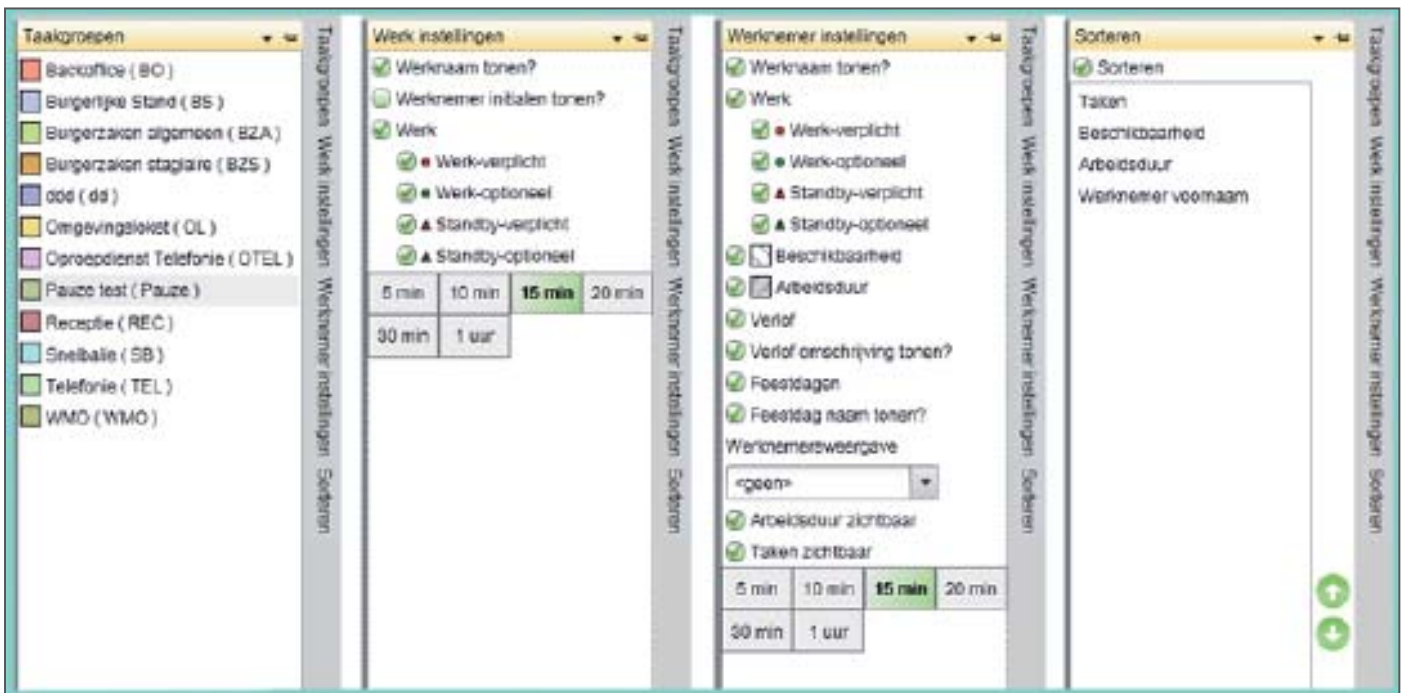 Taakgroepen
Backoffice ( BO )
Burgerlijke Stand ( BS )
Burgerzaken algemeen ( BZA )
Burgerzaken stagiaire ( BZS )
ddd ( dd )
Omgevingsloket ( OL )
Oproepdienst Telefonie ( OTEL )
Pauze test ( Pauze )
Receptie ( REC )
Snelbalie ( SB )
Telefonie ( TEL )
WMO ( WMO )
Taakgroepen Werk instellingen Werknemer instellingen Sorteren
Werk instellingen
Werknaam tonen?
Werknemer initialen tonen?
Werk
Werk-verplicht
Werk-optioneel
Standby-verplicht
Standby-optioneel
5 min 10 min 15 min 20 min
30 min 1 uur
Taakgroepen Werk instellingen Werknemer instellingen Sorteren
Werknemer instellingen
Werknaam tonen?
Werk
Werk-verplicht
Werk-optioneel
Standby-verplicht
Standby-optioneel
Beschikbaarheid
Arbeidsduur
Verlof
Verlof omschrijving tonen?
Feestdagen
Feestdag naam tonen?
Werknemersweergave
<geen>
Arbeidsduur zichtbaar
Taken zichtbaar
5 min 10 min 15 min 20 min
30 min 1 uur
Taakgroepen Werk instellingen Werknemer instellingen Sorteren
Sorteren
Sorteren
Taken
Beschikbaarheid
Arbeidsduur
Werknemer voornaam
Taakgroepen Werk instellingen Werknemer instellingen Sorteren